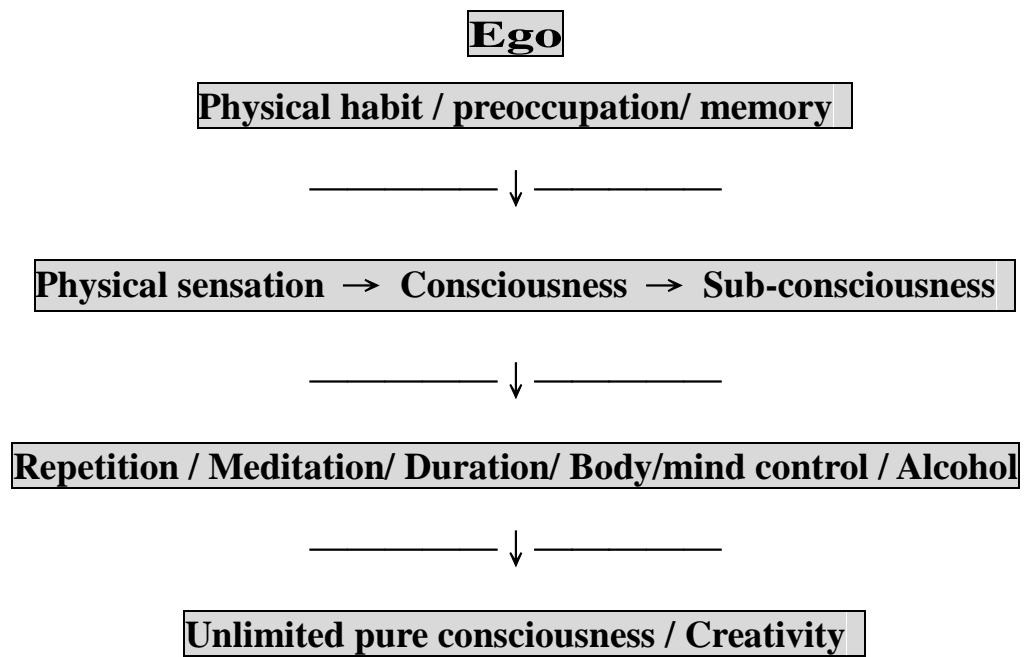 Ego
Physical habit / preoccupation/ memory
↓
Physical sensation → Consciousness → Sub-consciousness
↓
Repetition / Meditation/ Duration/ Body/mind control / Alcohol
↓
Unlimited pure consciousness / Creativity